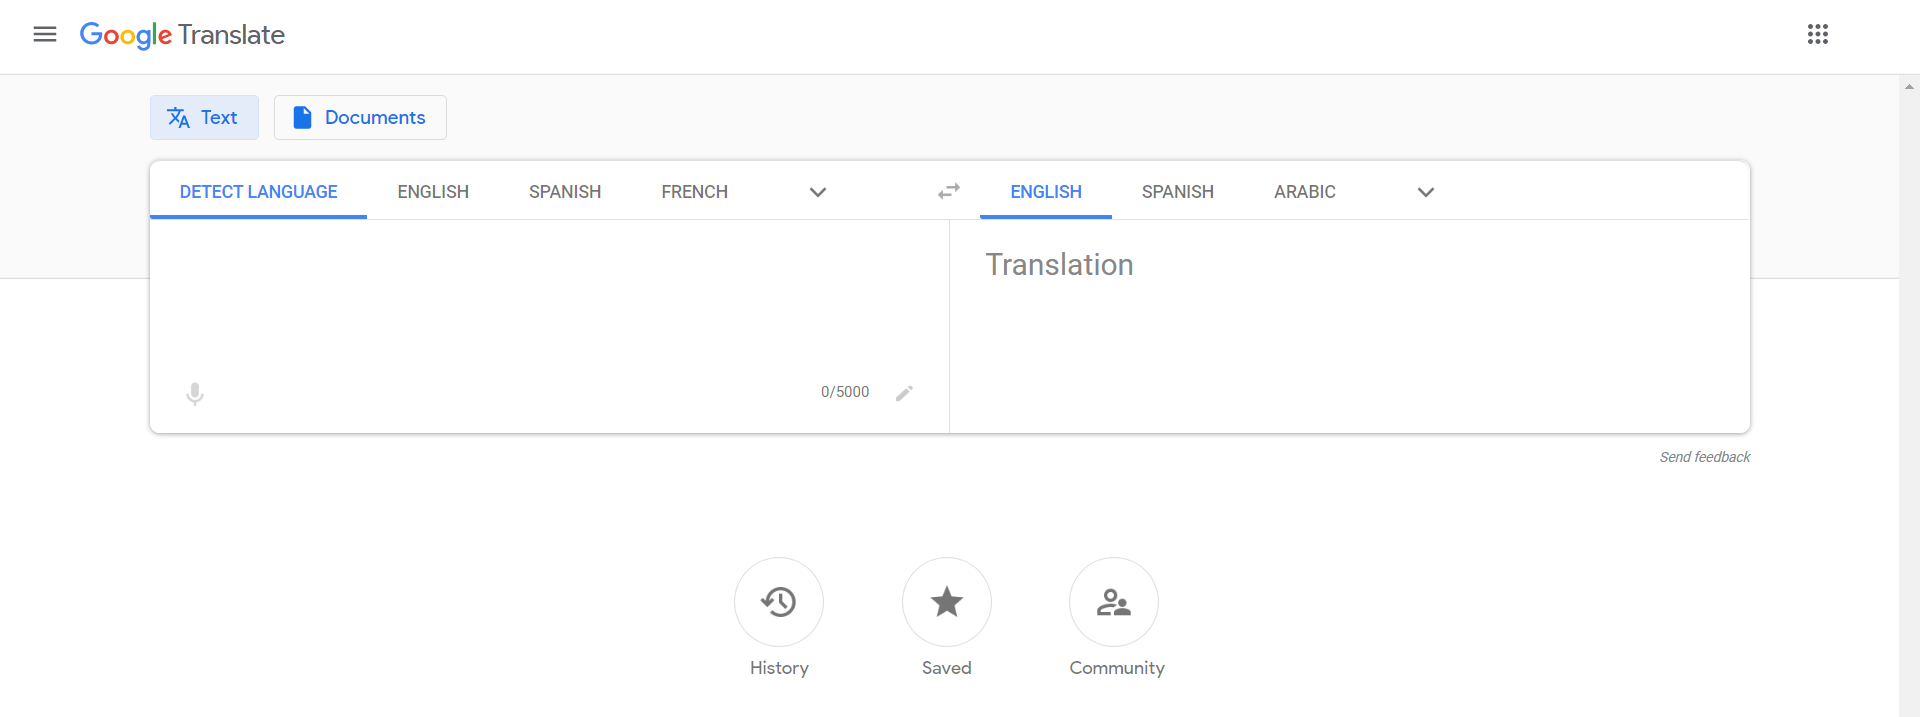 Google Translate
Text Documents
DETECT LANGUAGE ENGLISH SPANISH FRENCH ENGLISH SPANISH ARABIC
Translation
0/5000
Send feedback
History Saved Community